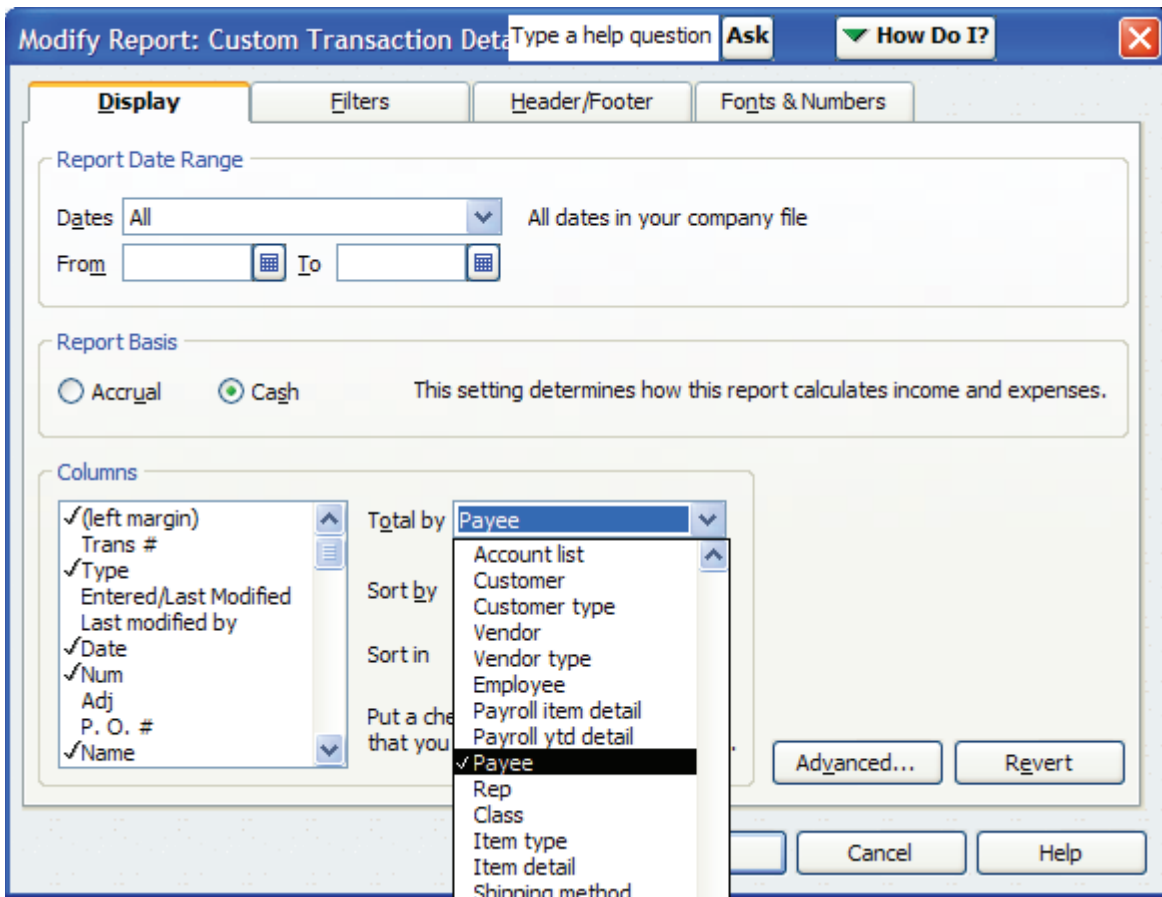 Modify Report: Custom Transaction Deta Type a help question Ask How Do I?
Display Filters Header/Footer Fonts & Numbers
Report Date Range
Dates All All dates in your company file
From To
Report Basis
Accrual Cash This setting determines how this report calculates income and expenses.
Columns
✓(left margin)
Trans #
✓Type
Entered/Last Modified
Last modified by
✓Date
✓Num
Adj
P. O. #
✓Name
Total by Payee
Sort by
Sort in
Put a che
that you .
Account list
Customer
Customer type
Vendor
Vendor type
Employee
Payroll item detail
Payroll ytd detail
✓Payee
Rep
Class
Item type
Item detail
Shipping method
Advanced... Revert
Cancel Help